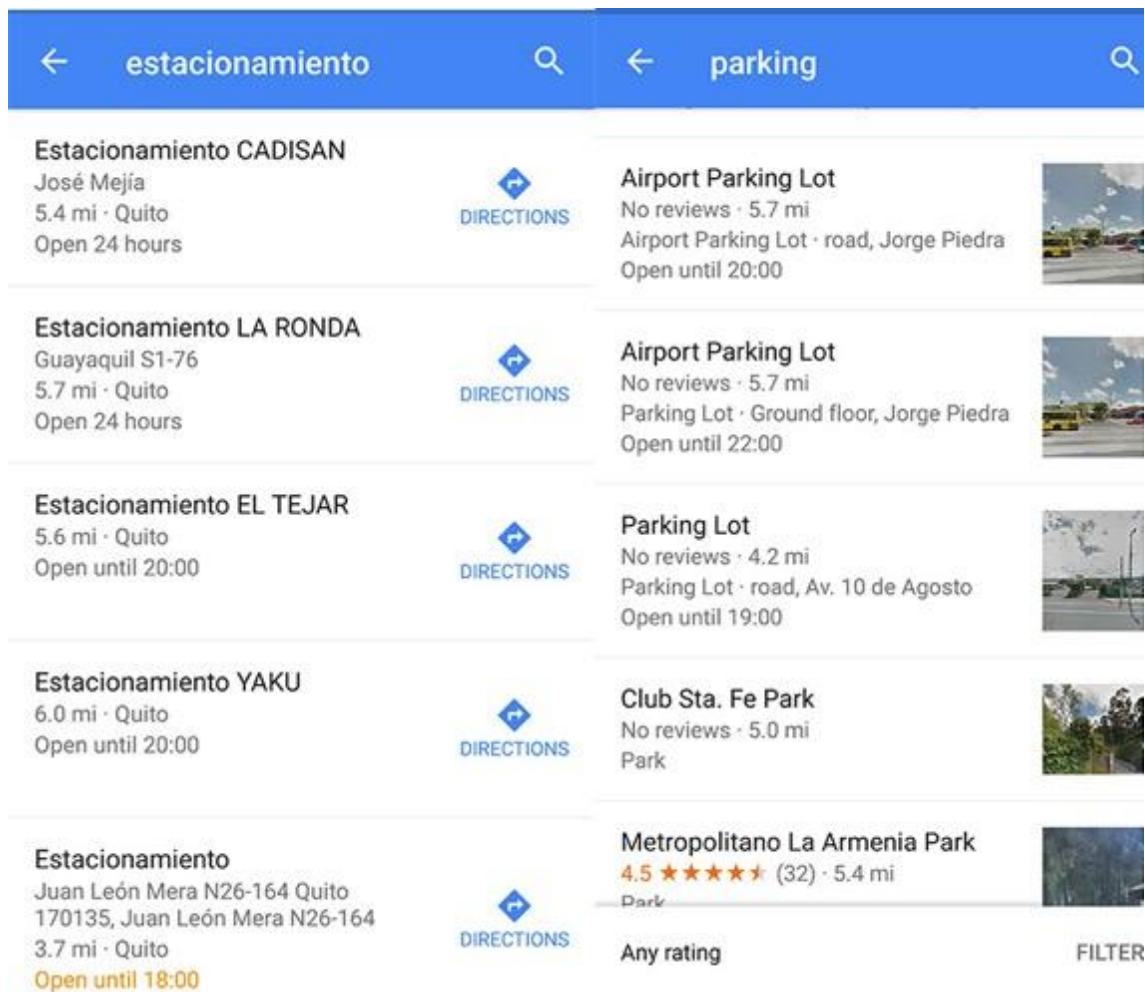 estacionamiento
Estacionamiento CADISAN
José Mejía
5.4 mi · Quito
Open 24 hours
DIRECTIONS
Estacionamiento LA RONDA
Guayaquil S1-76
5.7 mi · Quito
Open 24 hours
DIRECTIONS
Estacionamiento EL TEJAR
5.6 mi · Quito
Open until 20:00
DIRECTIONS
Estacionamiento YAKU
6.0 mi · Quito
Open until 20:00
DIRECTIONS
Estacionamiento
Juan León Mera N26-164 Quito
170135, Juan León Mera N26-164
3.7 mi · Quito
Open until 18:00
DIRECTIONS
parking
Airport Parking Lot
No reviews · 5.7 mi
Airport Parking Lot · road, Jorge Piedra
Open until 20:00
Airport Parking Lot
No reviews · 5.7 mi
Parking Lot · Ground floor, Jorge Piedra
Open until 22:00
Parking Lot
No reviews · 4.2 mi
Parking Lot · road, Av. 10 de Agosto
Open until 19:00
Club Sta. Fe Park
No reviews · 5.0 mi
Park
Metropolitano La Armenia Park
4.5 ★★★★★ (32) · 5.4 mi
Park
Any rating
FILTER